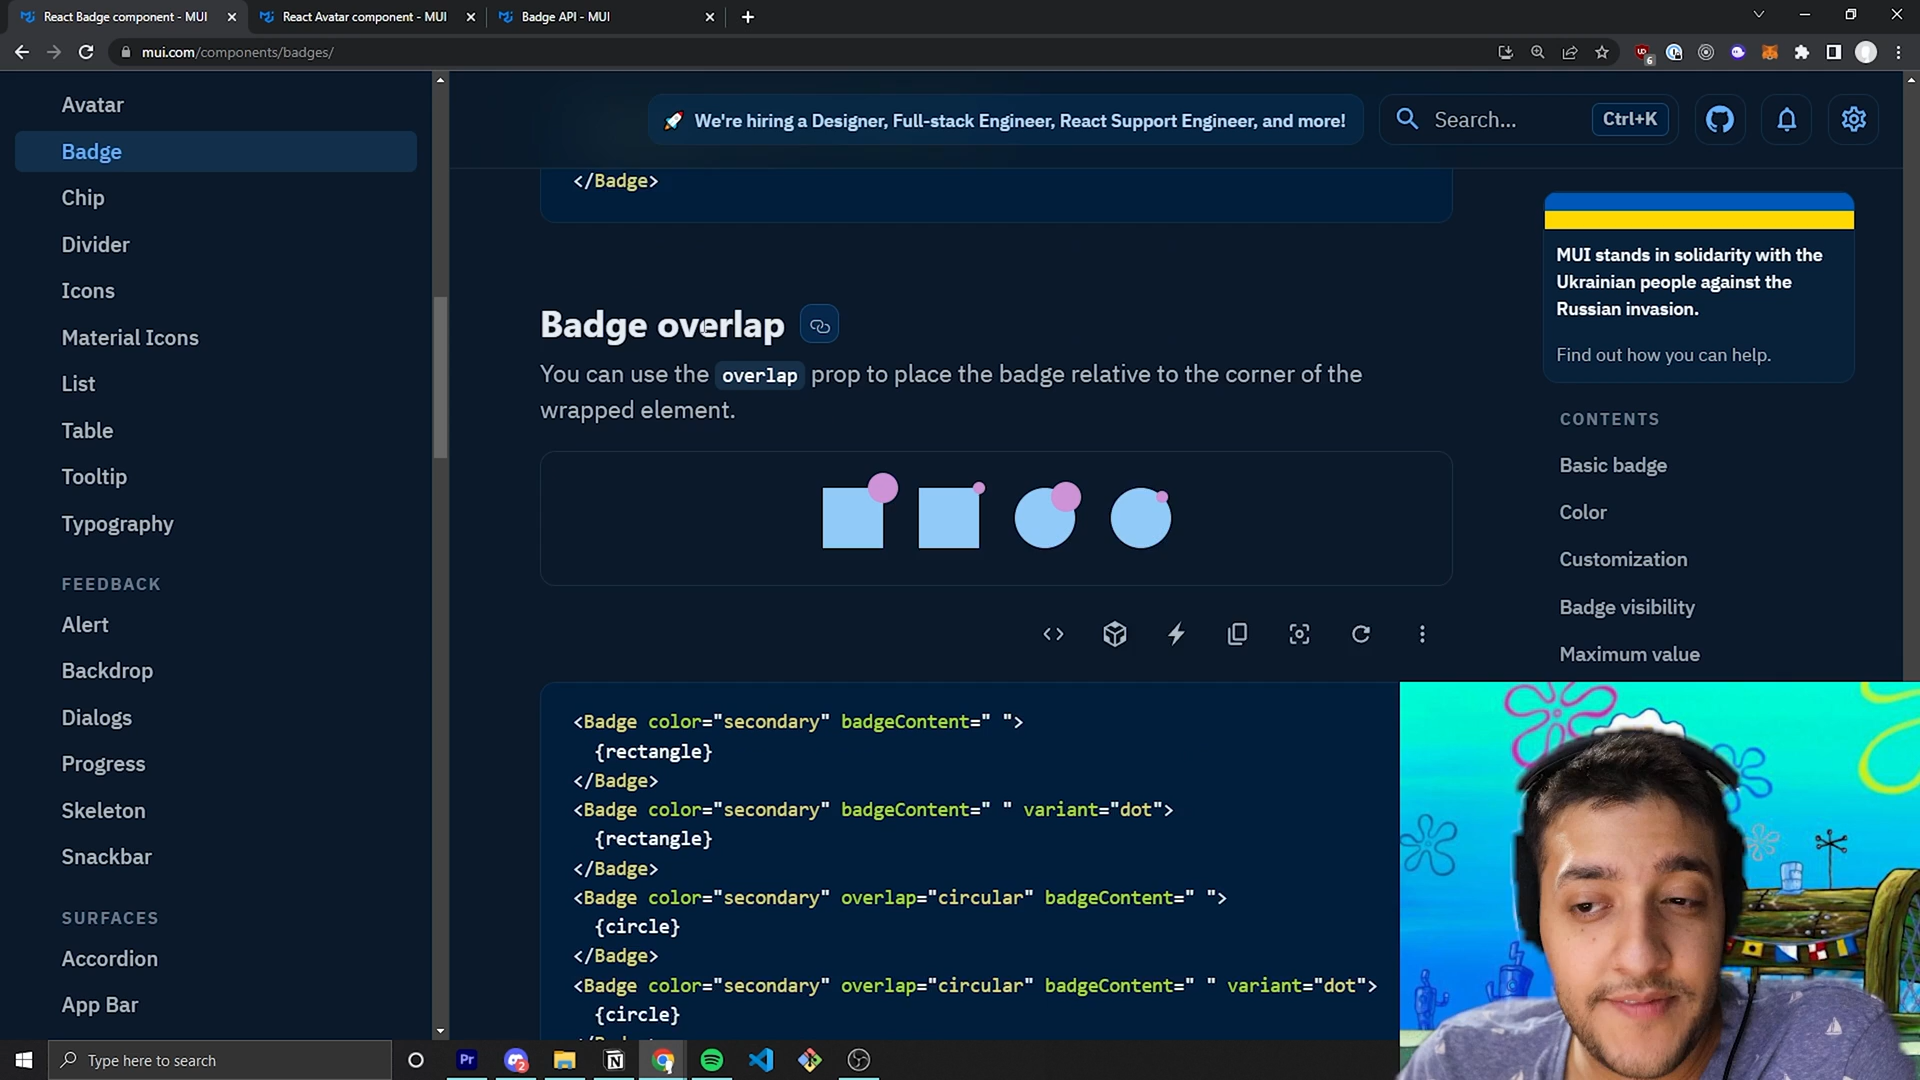 React Badge component - MUI
React Avatar component - MUI
Badge API - MUI
mui.com/components/badges/
6
Avatar
Badge
Chip
Divider
Icons
Material Icons
List
Table
Tooltip
Typography
FEEDBACK
Alert
Backdrop
Dialogs
Progress
Skeleton
Snackbar
SURFACES
Accordion
App Bar
We're hiring a Designer, Full-stack Engineer, React Support Engineer, and more!
Search...
Ctrl+K
</Badge>
Badge overlap
You can use the overlap prop to place the badge relative to the corner of the
wrapped element.
<Badge color="secondary" badgeContent=" ">
{rectangle}
</Badge>
<Badge color="secondary" badgeContent=" " variant="dot">
{rectangle}
</Badge>
<Badge color="secondary" overlap="circular" badgeContent=" ">
{circle}
</Badge>
<Badge color="secondary" overlap="circular" badgeContent=" " variant="dot">
{circle}
MUI stands in solidarity with the
Ukrainian people against the
Russian invasion.
Find out how you can help.
CONTENTS
Basic badge
Color
Customization
Badge visibility
Maximum value
Type here to search
Pr
2